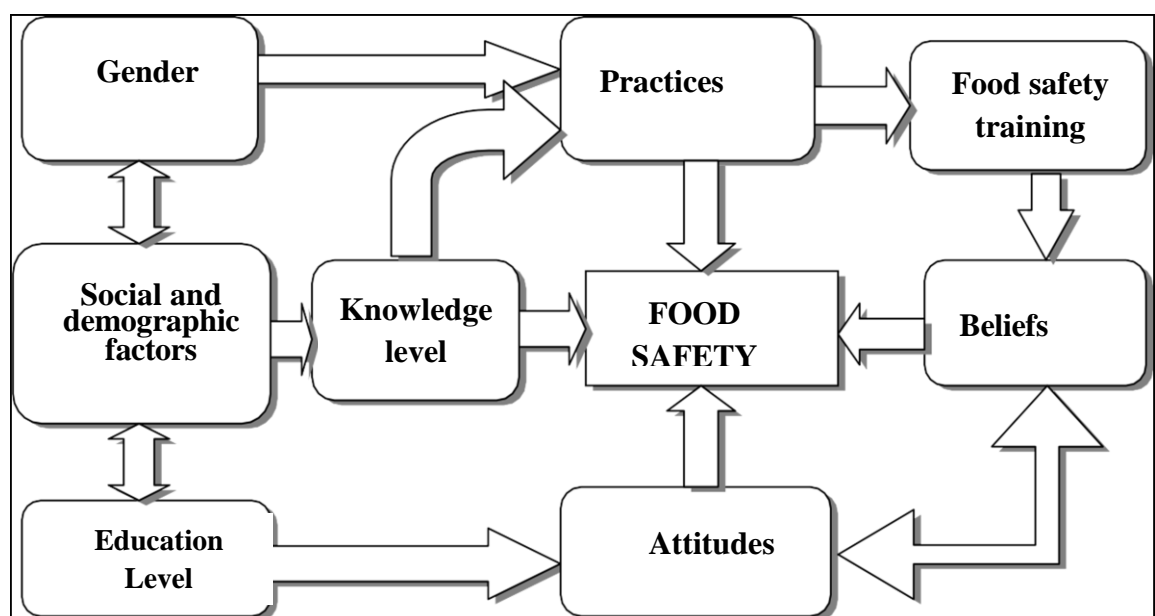 Gender
Practices
Food safety
training
Social and
demographic
factors
Knowledge
level
FOOD
SAFETY
Beliefs
Education
Level
Attitudes